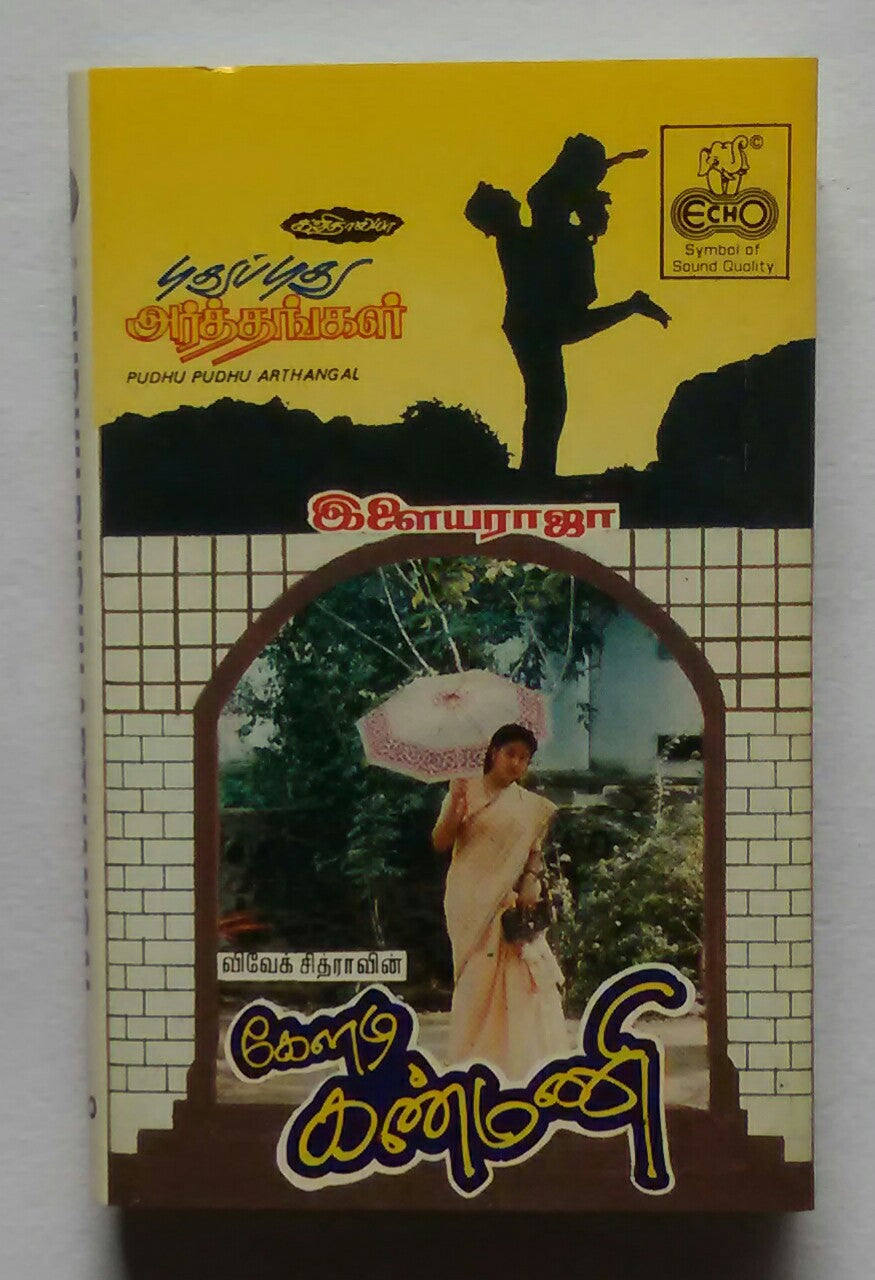 கவிதாலயா
புதுப்புது
அர்த்தங்கள்
PUDHU PUDHU ARTHANGAL
©
ECHO
Symbol of
Sound Quality
இளையராஜா
விவேக் சித்ராவின்
கேளடி
கண்மணி